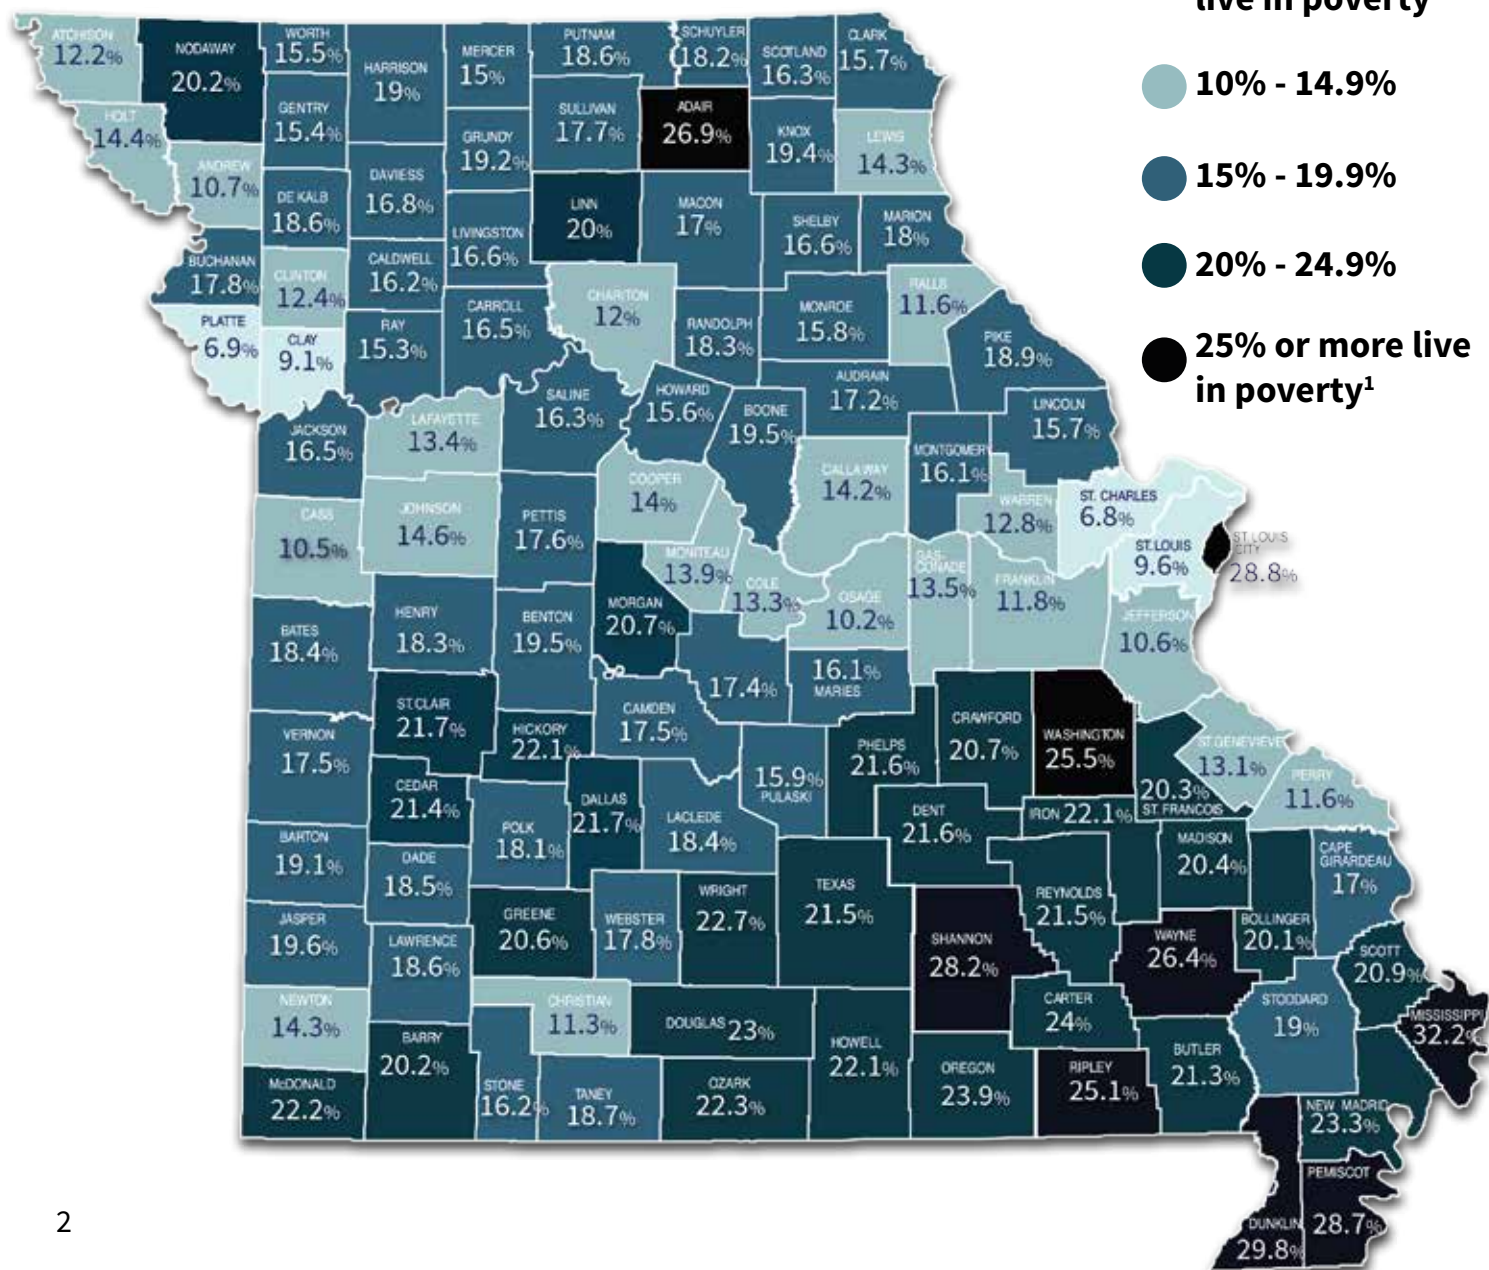 live in poverty
10% - 14.9%
15% - 19.9%
20% - 24.9%
25% or more live
in poverty¹
ATCHISON
12.2%
NODAWAY
20.2%
WORTH
15.5%
HARRISON
19%
MERCER
15%
PUTNAM
18.6%
SCHUYLER
18.2%
SCOTLAND
16.3%
CLARK
15.7%
HOLT
14.4%
GENTRY
15.4%
GRUNDY
19.2%
SULLIVAN
17.7%
ADAIR
26.9%
KNOX
19.4%
LEWIS
14.3%
ANDREW
10.7%
DE KALB
18.6%
DAVIESS
16.8%
LIVINGSTON
16.6%
LINN
20%
MACON
17%
SHELBY
16.6%
MARION
18%
BUCHANAN
17.8%
CLINTON
12.4%
CALDWELL
16.2%
CARROLL
16.5%
CHARITON
12%
RANDOLPH
18.3%
MONROE
15.8%
RALLS
11.6%
PLATTE
6.9%
CLAY
9.1%
RAY
15.3%
PIKE
18.9%
AUDRAIN
17.2%
JACKSON
16.5%
LAFAYETTE
13.4%
SALINE
16.3%
HOWARD
15.6%
BOONE
19.5%
LINCOLN
15.7%
CALLAWAY
14.2%
MONTGOMERY
16.1%
CASS
10.5%
JOHNSON
14.6%
PETTIS
17.6%
COOPER
14%
WARREN
12.8%
ST. CHARLES
6.8%
ST.LOUIS
9.6%
ST.LOUIS
CITY
28.8%
MONITEAU
13.9%
COLE
13.3%
OSAGE
10.2%
GAS-
CONADE
13.5%
FRANKLIN
11.8%
JEFFERSON
10.6%
BATES
18.4%
HENRY
18.3%
BENTON
19.5%
MORGAN
20.7%
17.4%
16.1%
MARIES
ST.CLAIR
21.7%
HICKORY
22.1%
CAMDEN
17.5%
VERNON
17.5%
PHELPS
21.6%
CRAWFORD
20.7%
WASHINGTON
25.5%
ST.GENEVIEVE
13.1%
PERRY
11.6%
CEDAR
21.4%
DALLAS
21.7%
15.9%
PULASKI
20.3%
ST. FRANCOIS
IRON 22.1%
BARTON
19.1%
POLK
18.1%
LACLEDE
18.4%
DENT
21.6%
MADISON
20.4%
CAPE
GIRARDEAU
17%
DADE
18.5%
JASPER
19.6%
GREENE
20.6%
WEBSTER
17.8%
WRIGHT
22.7%
TEXAS
21.5%
REYNOLDS
21.5%
BOLLINGER
20.1%
LAWRENCE
18.6%
SHANNON
28.2%
WAYNE
26.4%
SCOTT
20.9%
NEWTON
14.3%
CHRISTIAN
11.3%
DOUGLAS 23%
CARTER
24%
STODDARD
19%
MISSISSIPPI
32.2%
BARRY
20.2%
HOWELL
22.1%
McDONALD
22.2%
STONE
16.2%
TANEY
18.7%
OZARK
22.3%
OREGON
23.9%
RIPLEY
25.1%
BUTLER
21.3%
NEW MADRID
23.3%
PEMISCOT
28.7%
DUNKLIN
29.8%
2